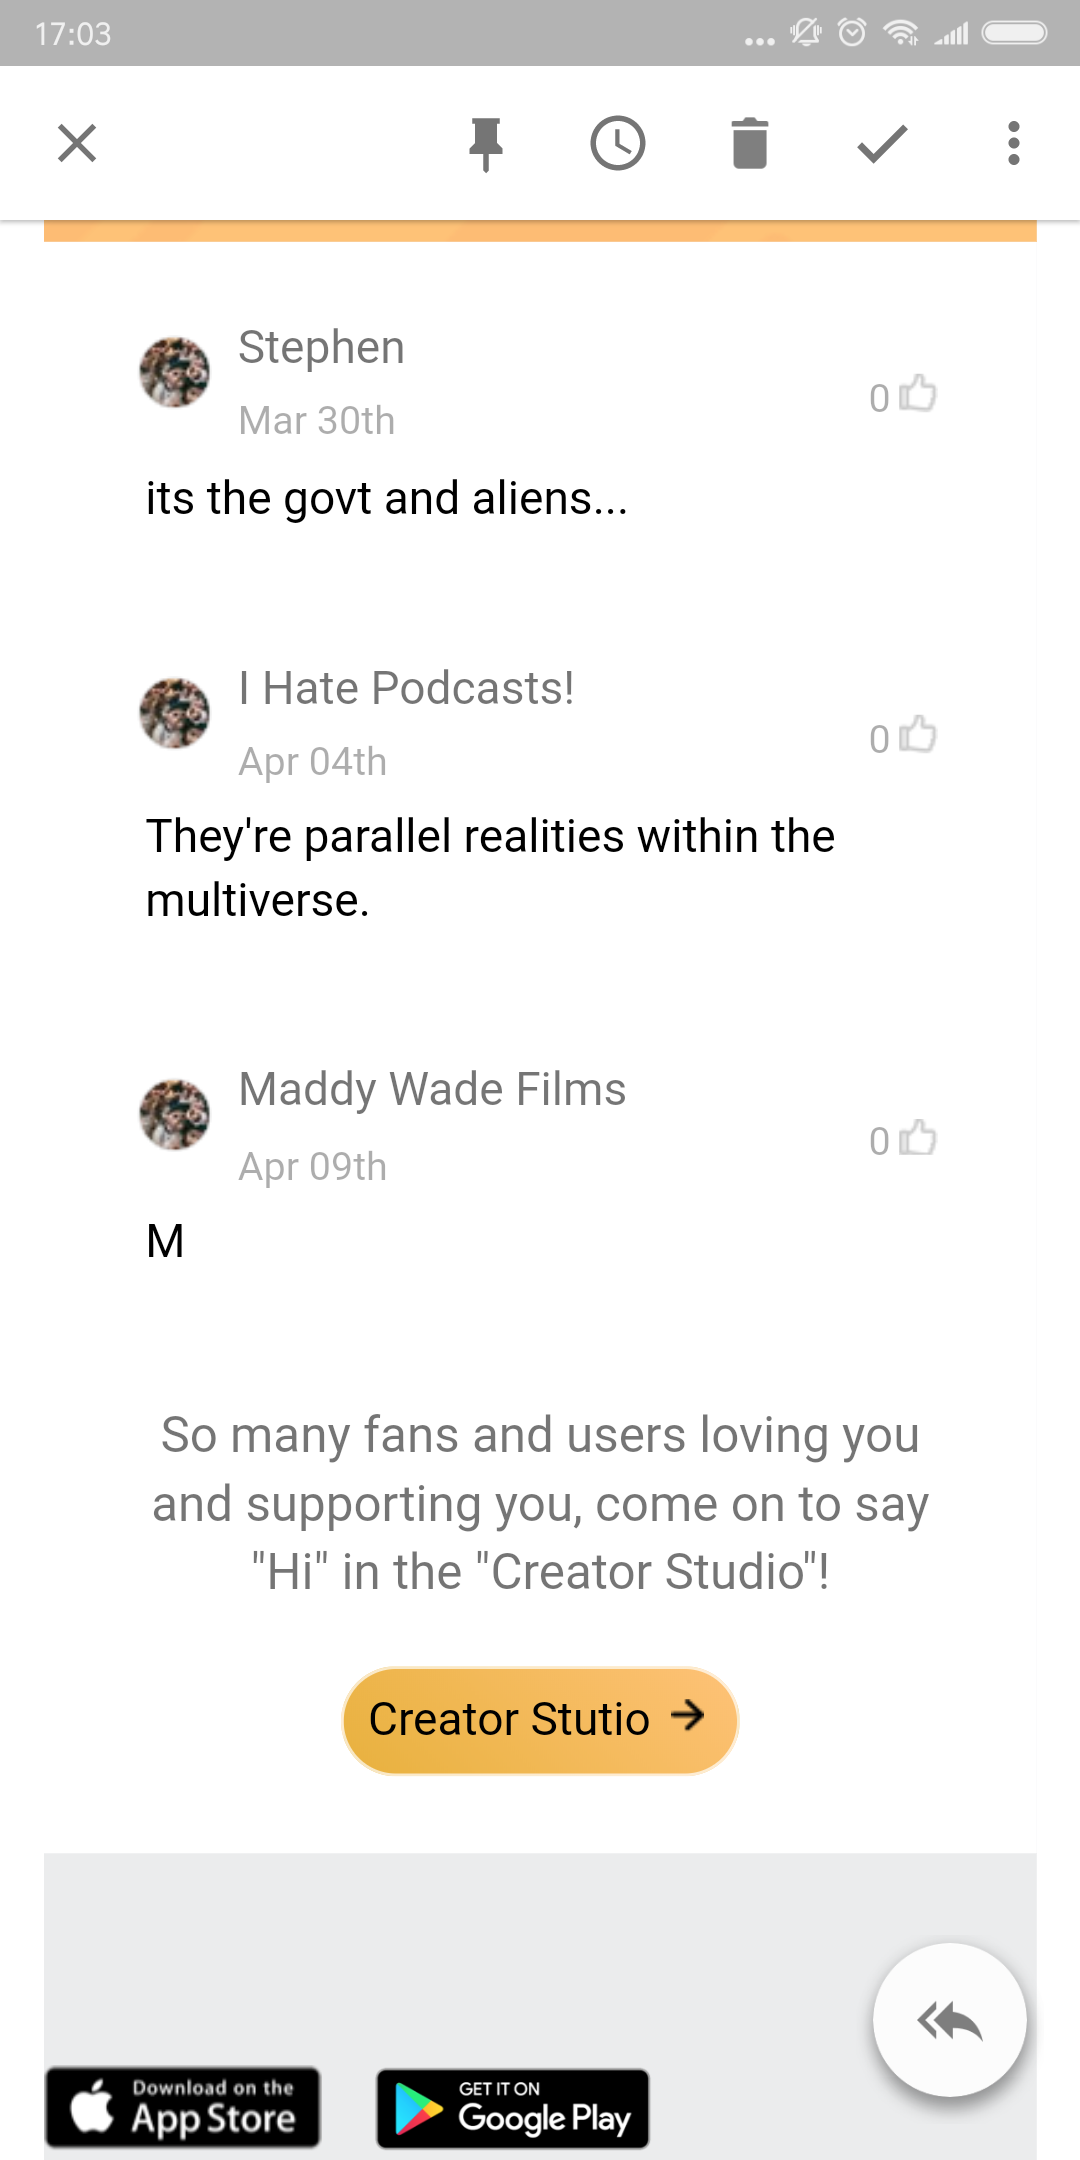 17:03
Stephen
Mar 30th
0
its the govt and aliens...
I Hate Podcasts!
Apr 04th
0
They're parallel realities within the
multiverse.
Maddy Wade Films
Apr 09th
0
M
So many fans and users loving you
and supporting you, come on to say
"Hi" in the "Creator Studio"!
Creator Stutio
Download on the
App Store
GET IT ON
Google Play